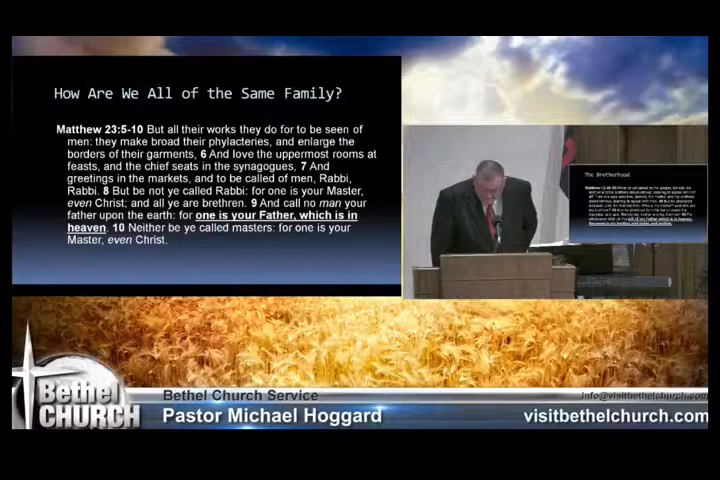 How Are We All of the Same Family?
Matthew 23:5-10 But all their works they do for to be seen of
men: they make broad their phylacteries, and enlarge the
borders of their garments, 6 And love the uppermost rooms at
feasts, and the chief seats in the synagogues, 7 And
greetings in the markets, and to be called of men, Rabbi,
Rabbi. 8 But be not ye called Rabbi: for one is your Master,
even Christ; and all ye are brethren. 9 And call no man your
father upon the earth: for one is your Father, which is in
heaven. 10 Neither be ye called masters: for one is your
Master, even Christ.
The Brotherhood
Bethel
CHURCH
Bethel Church Service
info@visitbethelchurch.com
Pastor Michael Hoggard
visitbethelchurch.com